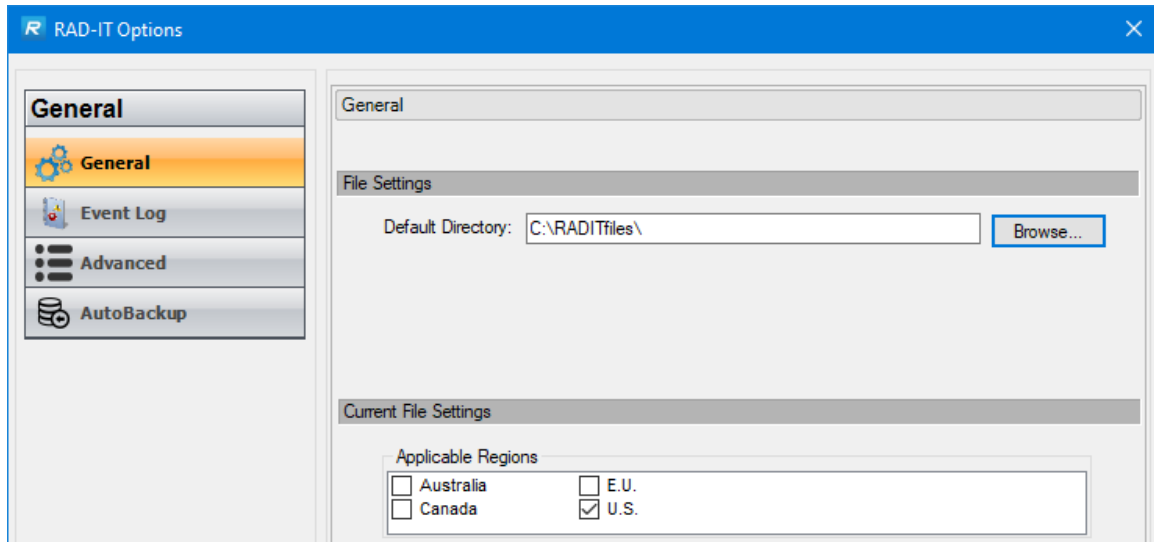 RAD-IT Options
General
General
Event Log
Advanced
AutoBackup
General
File Settings
Default Directory: C:\RADITfiles\ Browse...
Current File Settings
Applicable Regions
Australia E.U.
Canada U.S.